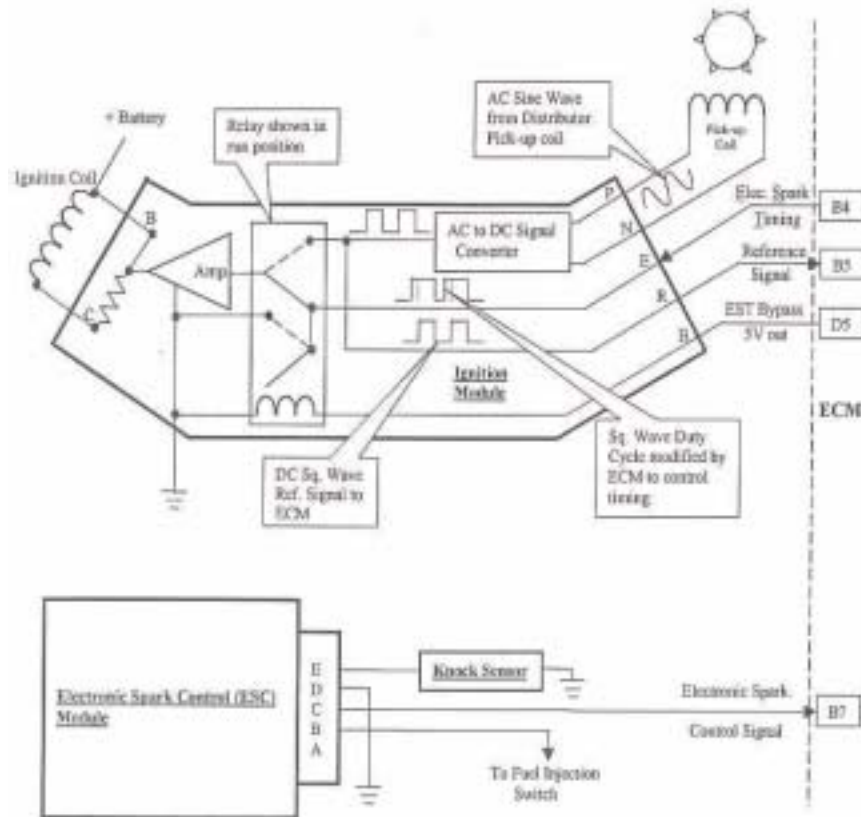 AC Sine Wave
from Distributor
Pick-up coil
Pick-up
Coil
+ Battery
Relay shown in
run position
Ignition Coil
B
C
Amp
AC to DC Signal
Converter
P
N
E
R
B
Elec. Spark
Timing
B4
Reference
Signal
B5
EST Bypass
5V out
D5
Ignition
Module
ECM
DC Sq. Wave
Ref. Signal to
ECM
Sq. Wave Duty
Cycle modified by
ECM to control
timing.
Electronic Spark Control (ESC)
Module
E
D
C
B
A
Knock Sensor
Electronic Spark.
Control Signal
B7
To Fuel Injection
Switch